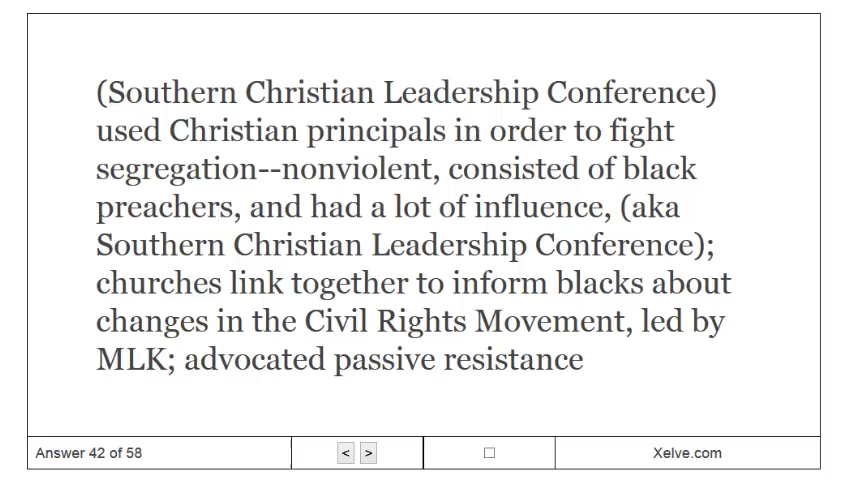 (Southern Christian Leadership Conference)
used Christian principals in order to fight
segregation--nonviolent, consisted of black
preachers, and had a lot of influence, (aka
Southern Christian Leadership Conference);
churches link together to inform blacks about
changes in the Civil Rights Movement, led by
MLK; advocated passive resistance
Answer 42 of 58 < > Xelve.com